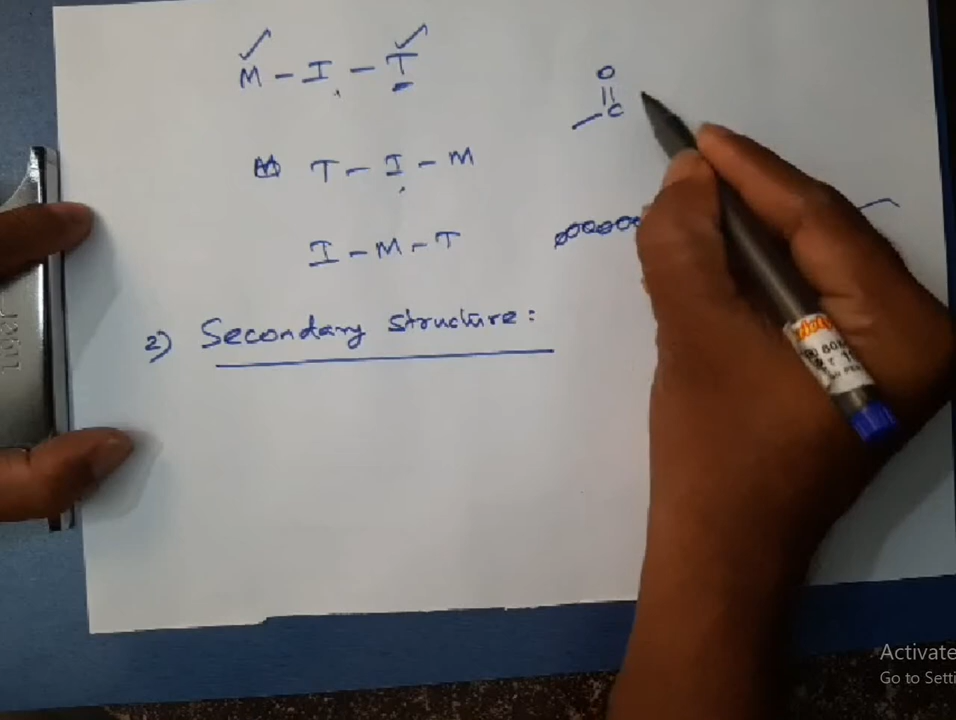 M - I - T
T - I - M
I - M - T
2) Secondary Structure:
O
C
Activate
Go to Setti